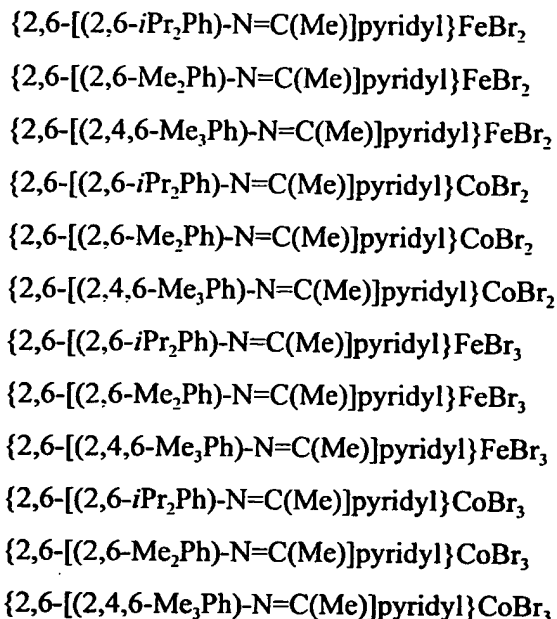 {2,6-[(2,6-iPr₂Ph)-N=C(Me)]pyridyl}FeBr₂
{2,6-[(2,6-Me₂Ph)-N=C(Me)]pyridyl}FeBr₂
{2,6-[(2,4,6-Me₃Ph)-N=C(Me)]pyridyl}FeBr₂
{2,6-[(2,6-iPr₂Ph)-N=C(Me)]pyridyl}CoBr₂
{2,6-[(2,6-Me₂Ph)-N=C(Me)]pyridyl}CoBr₂
{2,6-[(2,4,6-Me₃Ph)-N=C(Me)]pyridyl}CoBr₂
{2,6-[(2,6-iPr₂Ph)-N=C(Me)]pyridyl}FeBr₃
{2,6-[(2,6-Me₂Ph)-N=C(Me)]pyridyl}FeBr₃
{2,6-[(2,4,6-Me₃Ph)-N=C(Me)]pyridyl}FeBr₃
{2,6-[(2,6-iPr₂Ph)-N=C(Me)]pyridyl}CoBr₃
{2,6-[(2,6-Me₂Ph)-N=C(Me)]pyridyl}CoBr₃
{2,6-[(2,4,6-Me₃Ph)-N=C(Me)]pyridyl}CoBr₃